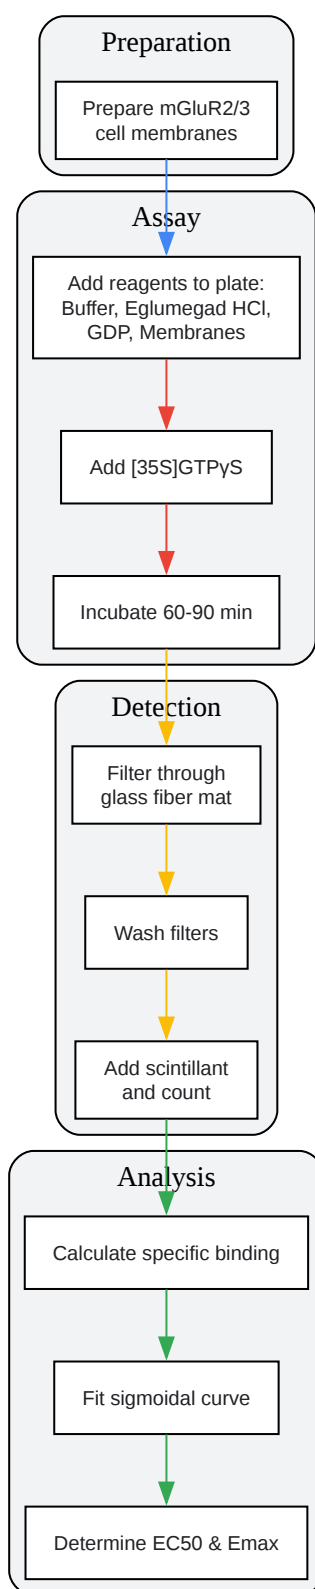 Preparation
Prepare mGluR2/3
cell membranes
Assay
Add reagents to plate:
Buffer, Eglumegad HCl,
GDP, Membranes
Add [35S]GTPγS
Incubate 60-90 min
Detection
Filter through
glass fiber mat
Wash filters
Add scintillant
and count
Analysis
Calculate specific binding
Fit sigmoidal curve
Determine EC50 & Emax